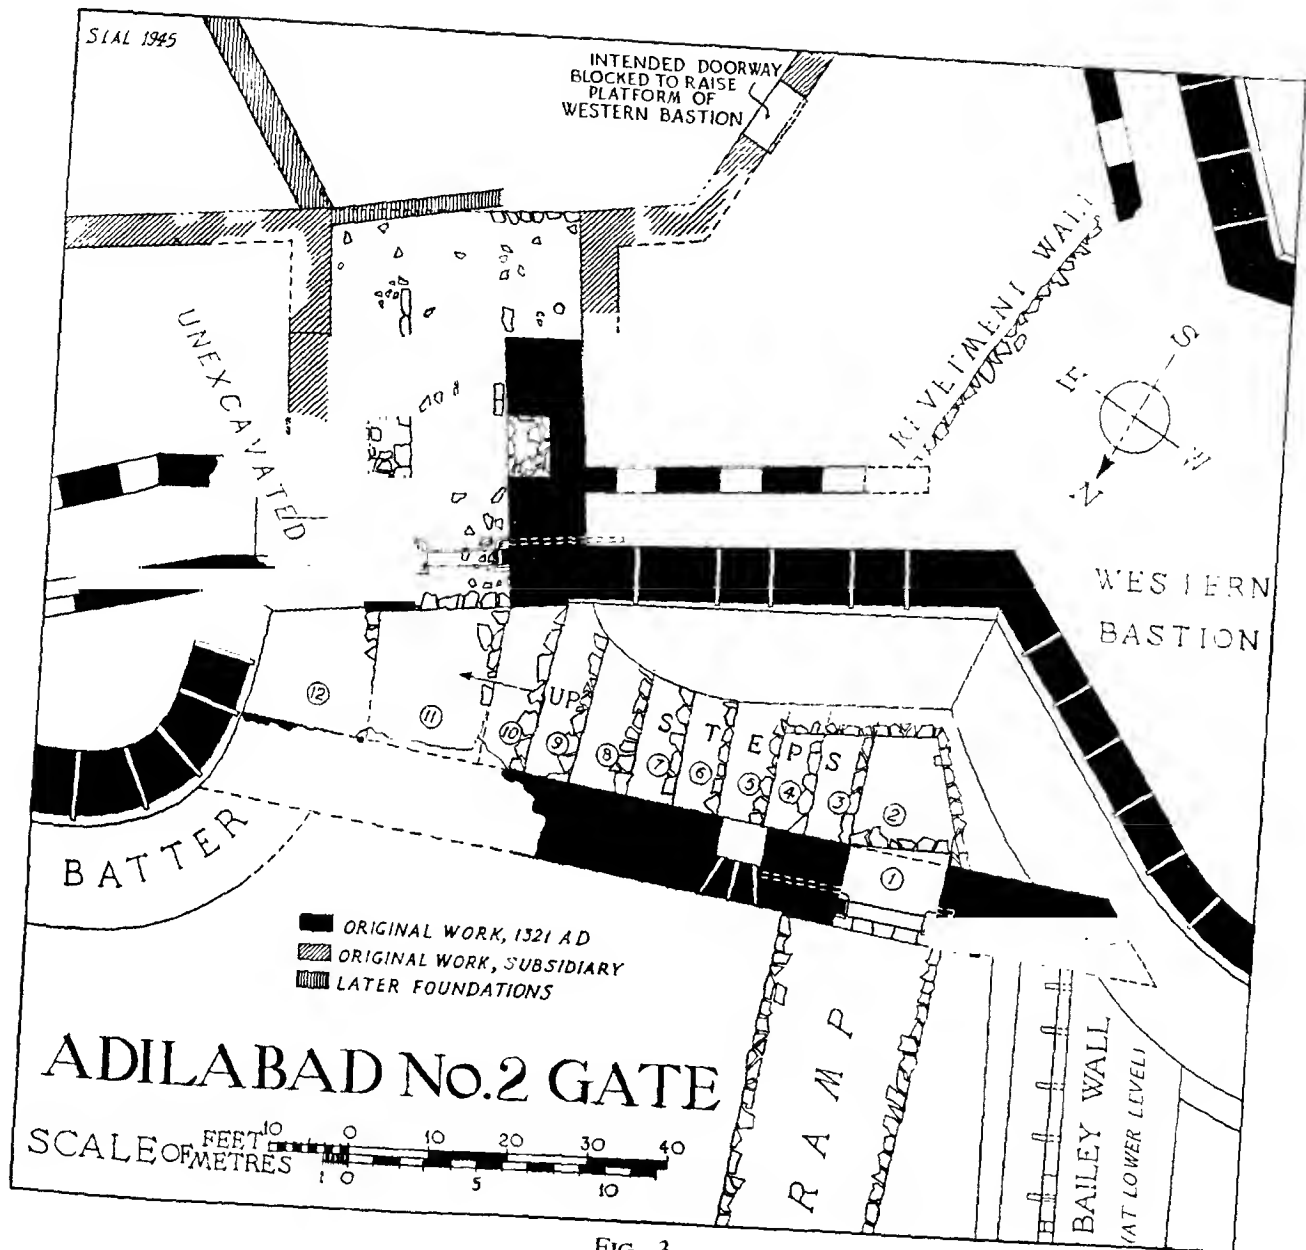 SIAL 1945
INTENDED DOORWAY
BLOCKED TO RAISE
PLATFORM OF
WESTERN BASTION
UNEXCAVATED
REVETMENT WALL
S
W
N
WESTERN
BASTION
UP
STEPS
12
11
10
9
8
7
6
5
4
3
2
1
BATTER
ORIGINAL WORK, 1321 AD
ORIGINAL WORK, SUBSIDIARY
LATER FOUNDATIONS
ADILABAD No.2 GATE
SCALE OF FEET METRES
10 0 10 20 30 40
1 0 5 10
RAMP
BAILEY WALL
(AT LOWER LEVEL)